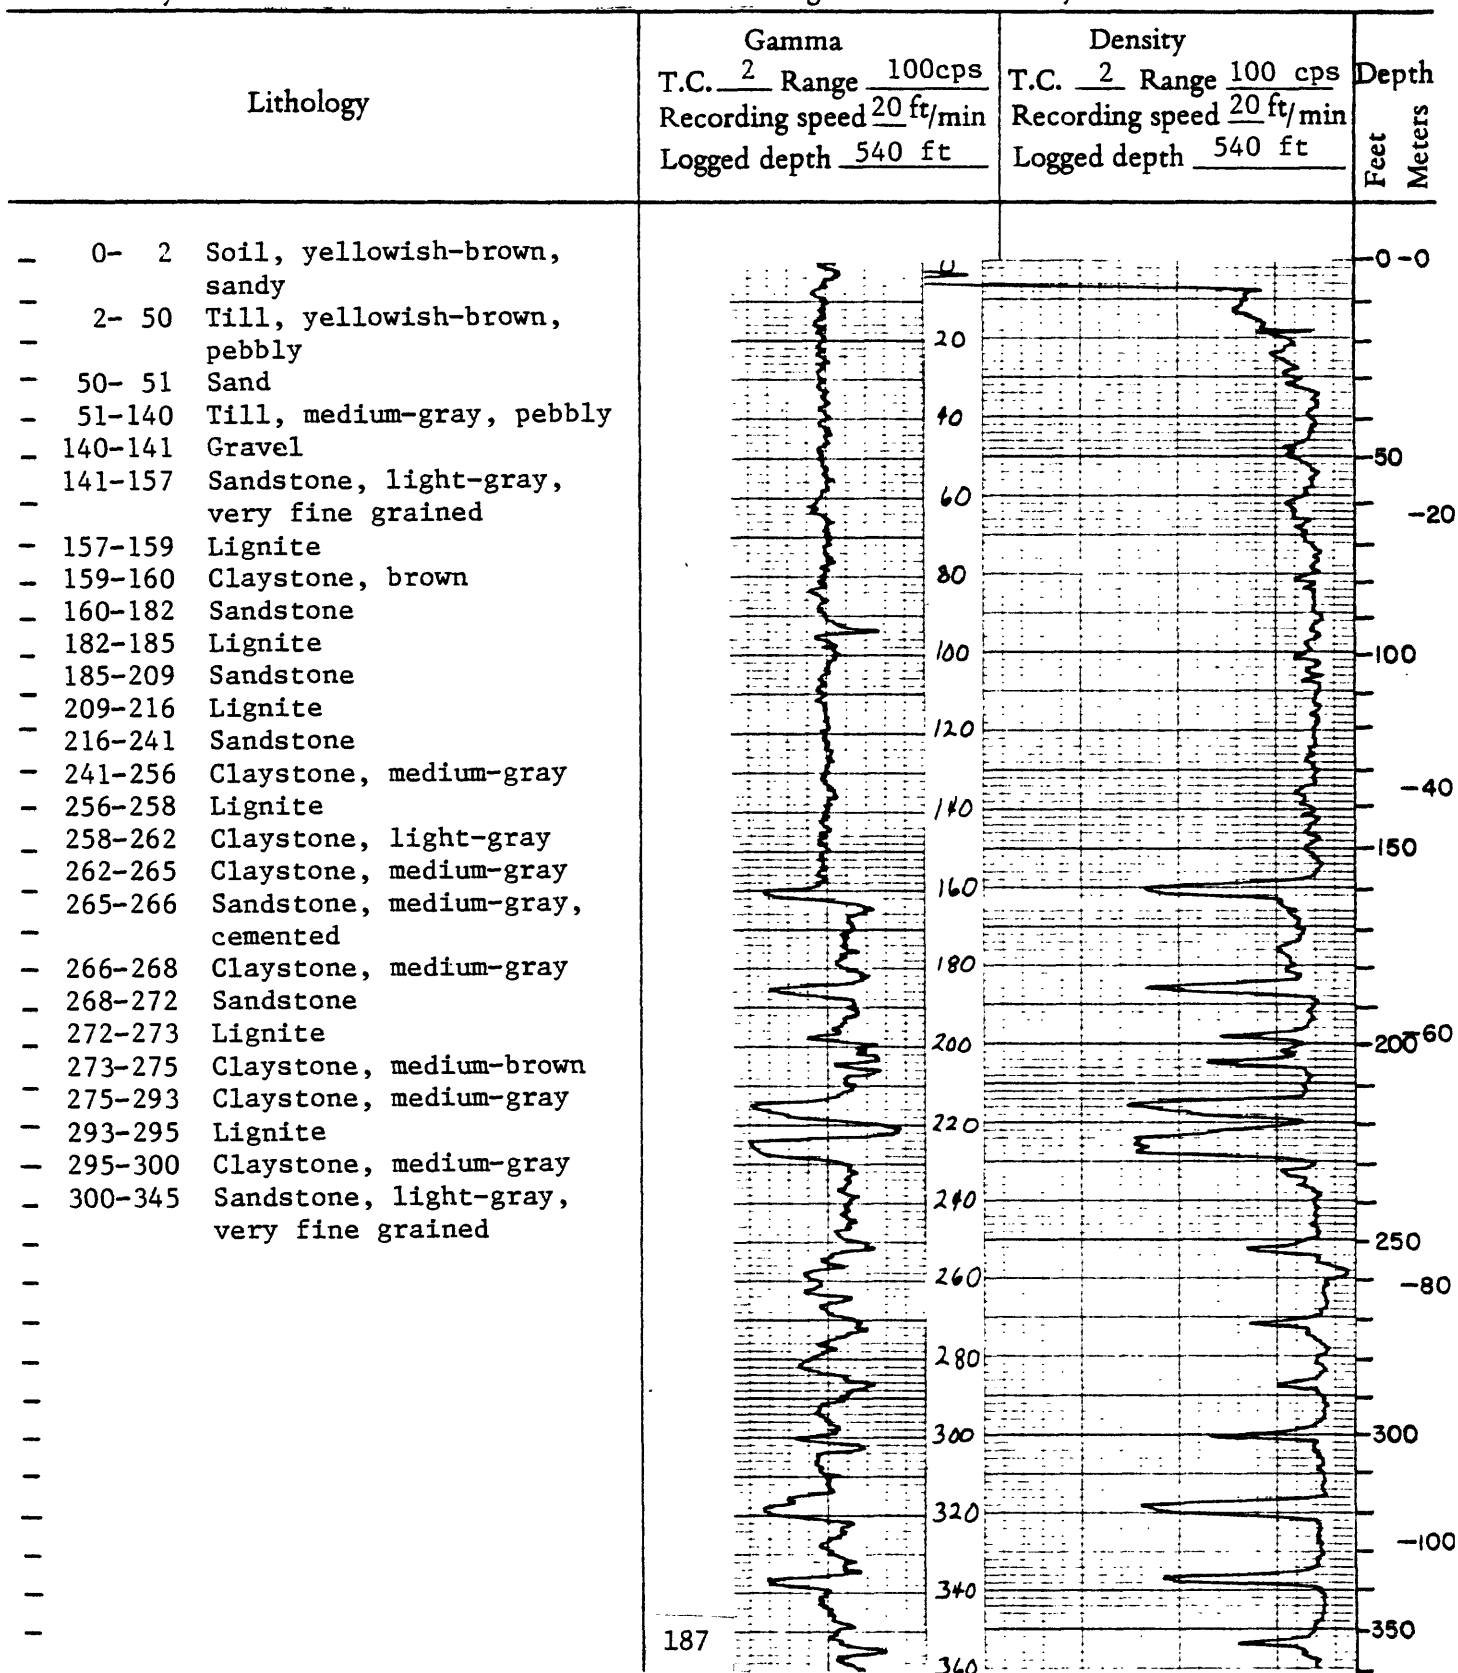 Lithology
Gamma
T.C. 2 Range 100cps
Recording speed 20 ft/min
Logged depth 540 ft
Density
T.C. 2 Range 100 cps
Recording speed 20 ft/min
Logged depth 540 ft
Depth
Feet
Meters
0- 2 Soil, yellowish-brown,
sandy
2- 50 Till, yellowish-brown,
pebbly
50- 51 Sand
51-140 Till, medium-gray, pebbly
140-141 Gravel
141-157 Sandstone, light-gray,
very fine grained
157-159 Lignite
159-160 Claystone, brown
160-182 Sandstone
182-185 Lignite
185-209 Sandstone
209-216 Lignite
216-241 Sandstone
241-256 Claystone, medium-gray
256-258 Lignite
258-262 Claystone, light-gray
262-265 Claystone, medium-gray
265-266 Sandstone, medium-gray,
cemented
266-268 Claystone, medium-gray
268-272 Sandstone
272-273 Lignite
273-275 Claystone, medium-brown
275-293 Claystone, medium-gray
293-295 Lignite
295-300 Claystone, medium-gray
300-345 Sandstone, light-gray,
very fine grained
0
20
40
60
80
100
120
140
160
180
200
220
240
260
280
300
320
340
360
0
50
100
150
200
250
300
350
0
20
40
60
80
100
187